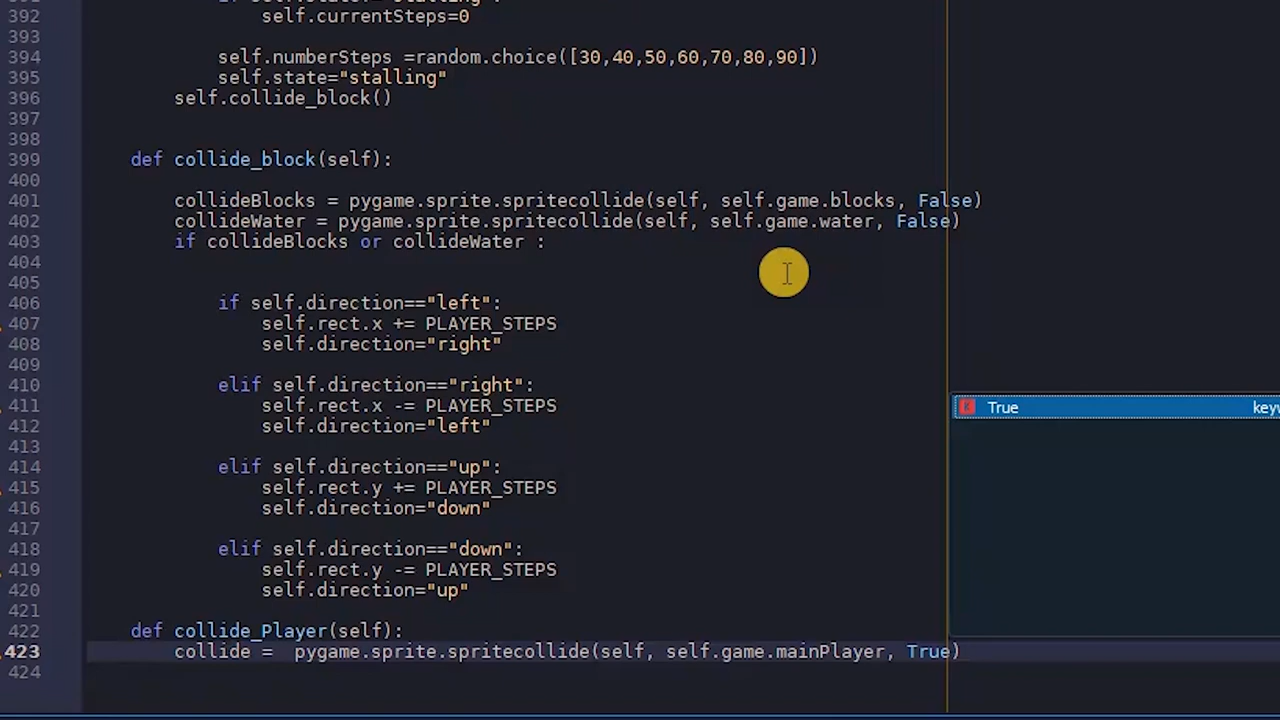 392 self.currentSteps=0
393
394 self.numberSteps =random.choice([30,40,50,60,70,80,90])
395 self.state="stalling"
396 self.collide_block()
397
398
399 def collide_block(self):
400
401 collideBlocks = pygame.sprite.spritecollide(self, self.game.blocks, False)
402 collideWater = pygame.sprite.spritecollide(self, self.game.water, False)
403 if collideBlocks or collideWater :
404
405
406 if self.direction=="left":
407 self.rect.x += PLAYER_STEPS
408 self.direction="right"
409
410 elif self.direction=="right":
411 self.rect.x -= PLAYER_STEPS
412 self.direction="left"
413
414 elif self.direction=="up":
415 self.rect.y += PLAYER_STEPS
416 self.direction="down"
417
418 elif self.direction=="down":
419 self.rect.y -= PLAYER_STEPS
420 self.direction="up"
421
422 def collide_Player(self):
423 collide =  pygame.sprite.spritecollide(self, self.game.mainPlayer, True)
424
True